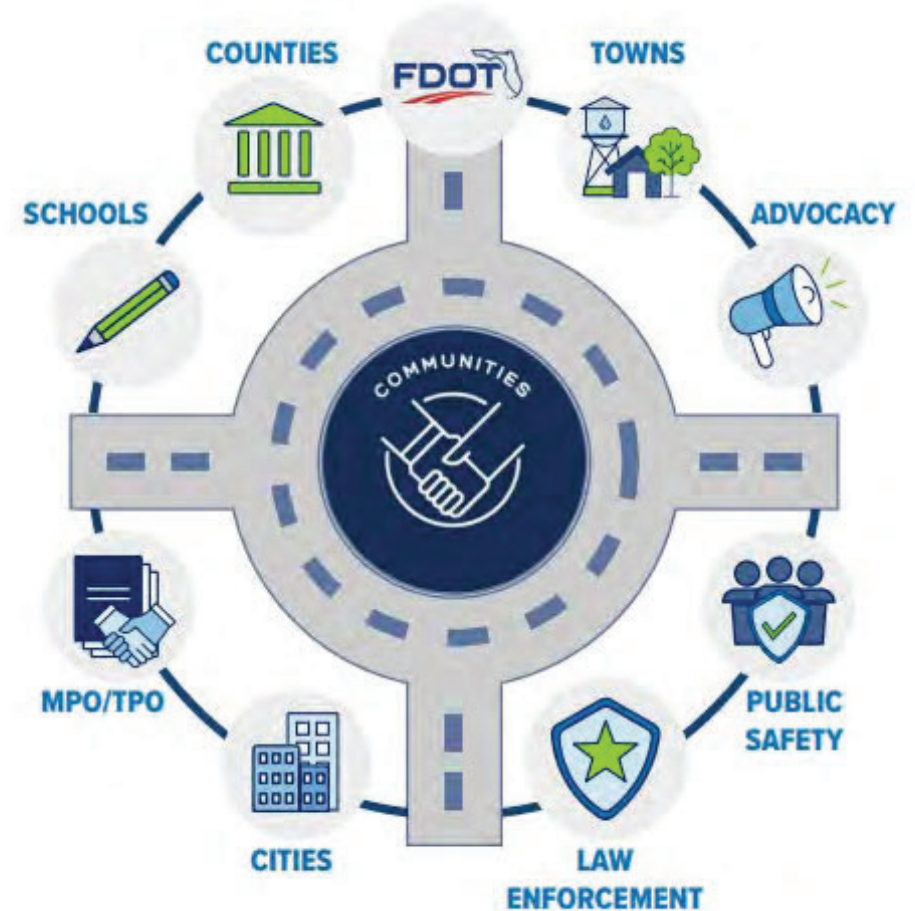 COUNTIES
FDOT
TOWNS
SCHOOLS
ADVOCACY
COMMUNITIES
MPO/TPO
PUBLIC
SAFETY
CITIES
LAW
ENFORCEMENT